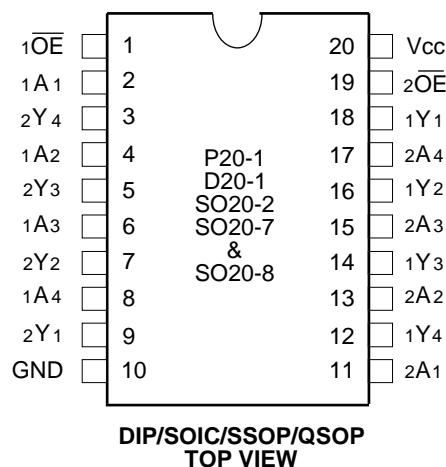 1O̅E̅ 1 20 Vcc
1A1 2 19 2O̅E̅
2Y4 3 18 1Y1
1A2 4 17 2A4
2Y3 5 16 1Y2
1A3 6 15 2A3
2Y2 7 14 1Y3
1A4 8 13 2A2
2Y1 9 12 1Y4
GND 10 11 2A1
P20-1
D20-1
SO20-2
SO20-7
&
SO20-8
DIP/SOIC/SSOP/QSOP
TOP VIEW